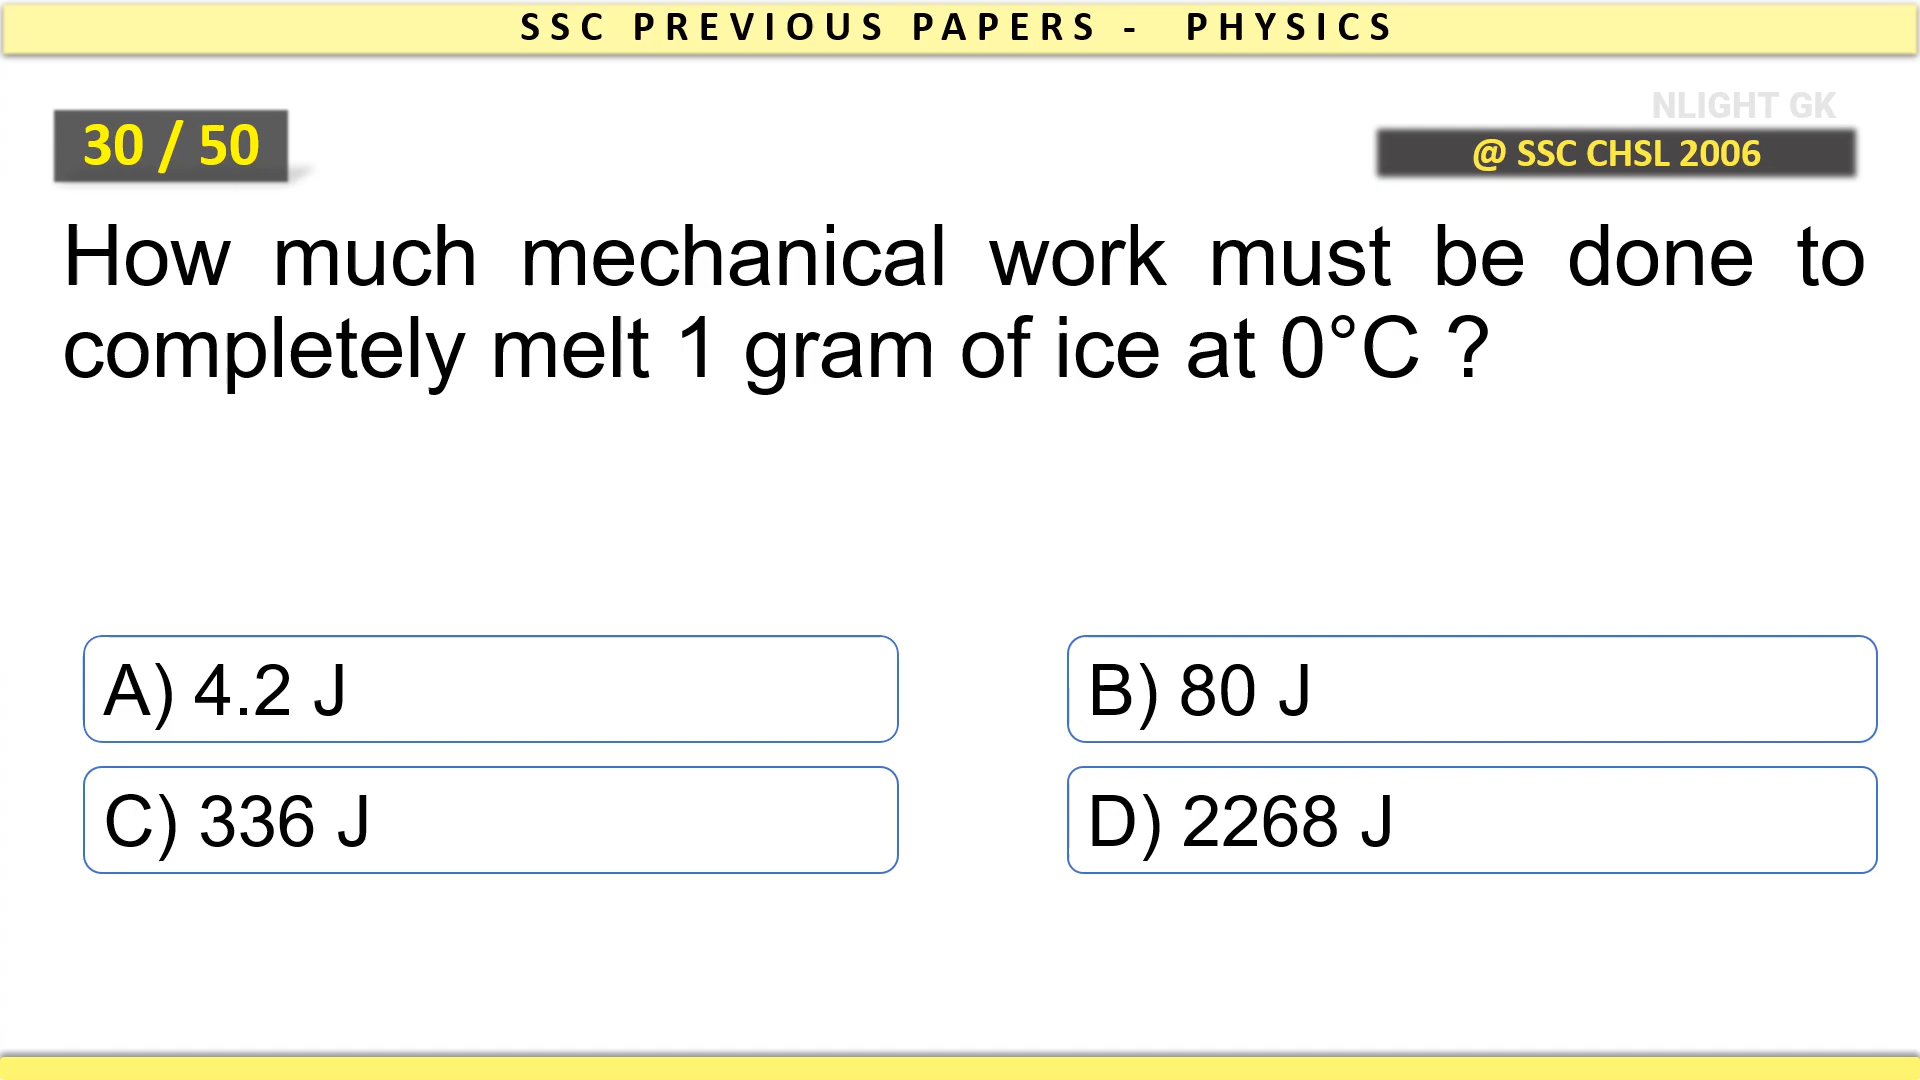 SSC PREVIOUS PAPERS - PHYSICS
NLIGHT GK
30 / 50
@ SSC CHSL 2006
How much mechanical work must be done to
completely melt 1 gram of ice at 0°C ?
A) 4.2 J
B) 80 J
C) 336 J
D) 2268 J